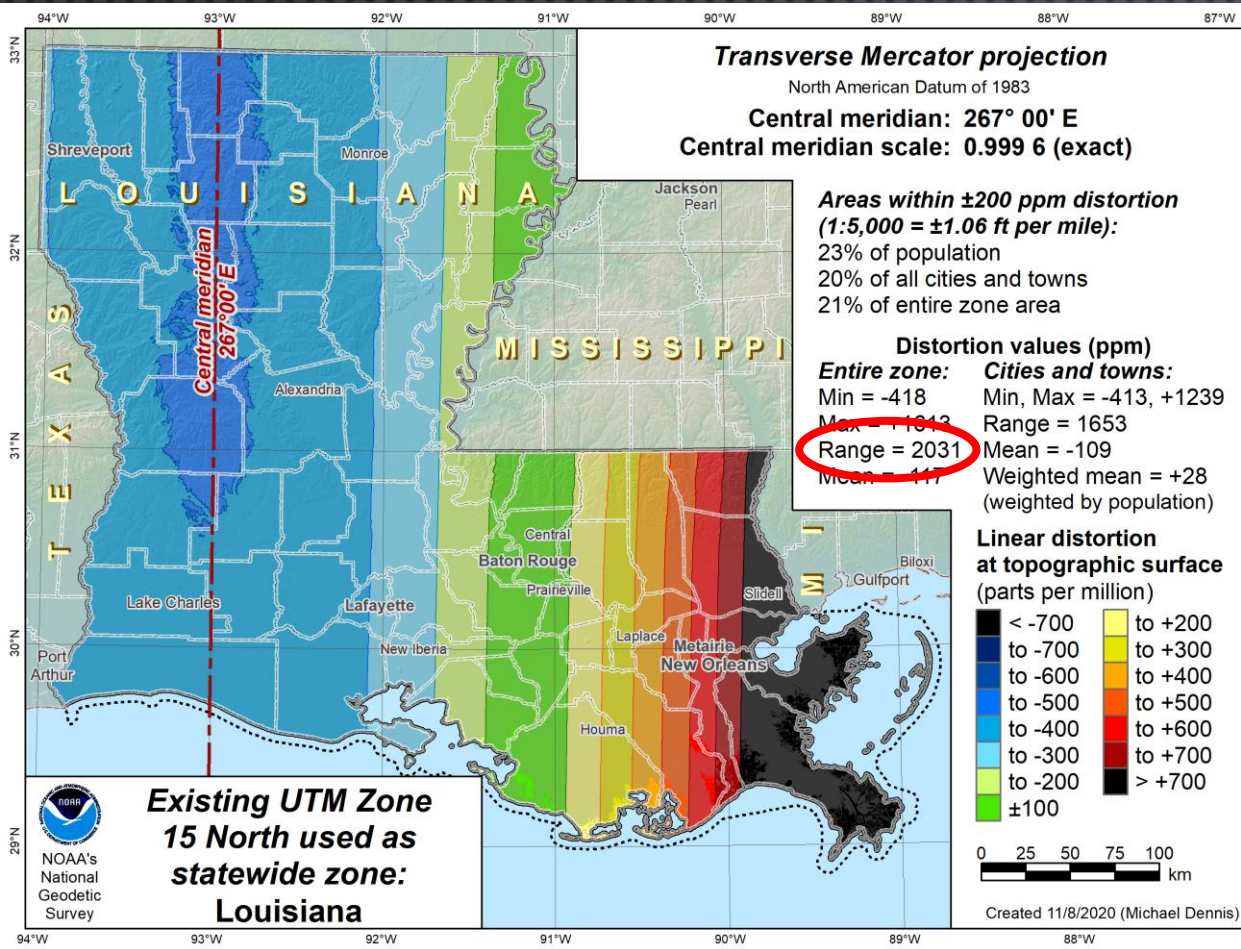 94°W 93°W 92°W 91°W 90°W 89°W 88°W 87°W
33°N
32°N
31°N
30°N
29°N
Transverse Mercator projection
North American Datum of 1983
Central meridian: 267° 00' E
Central meridian scale: 0.999 6 (exact)
Areas within ±200 ppm distortion
(1:5,000 = ±1.06 ft per mile):
23% of population
20% of all cities and towns
21% of entire zone area
Distortion values (ppm)
Entire zone:
Min = -418
Max = +1613
Range = 2031
Mean = -117
Cities and towns:
Min, Max = -413, +1239
Range = 1653
Mean = -109
Weighted mean = +28
(weighted by population)
Linear distortion
at topographic surface
(parts per million)
< -700
to -700
to -600
to -500
to -400
to -300
to -200
±100
to +200
to +300
to +400
to +500
to +600
to +700
> +700
0 25 50 75 100
km
Created 11/8/2020 (Michael Dennis)
Shreveport
Monroe
LOUISIANA
Jackson
Pearl
Central meridian
267°00' E
TEXAS
MISSISSIPPI
Alexandria
Central
Baton Rouge
Prairieville
MI
Biloxi
Gulfport
Slidell
Lake Charles
Lafayette
New Iberia
Laplace
Metairie
New Orleans
Port
Arthur
Houma
NOAA
NOAA's
National
Geodetic
Survey
Existing UTM Zone
15 North used as
statewide zone:
Louisiana
94°W 93°W 92°W 91°W 90°W 89°W 88°W